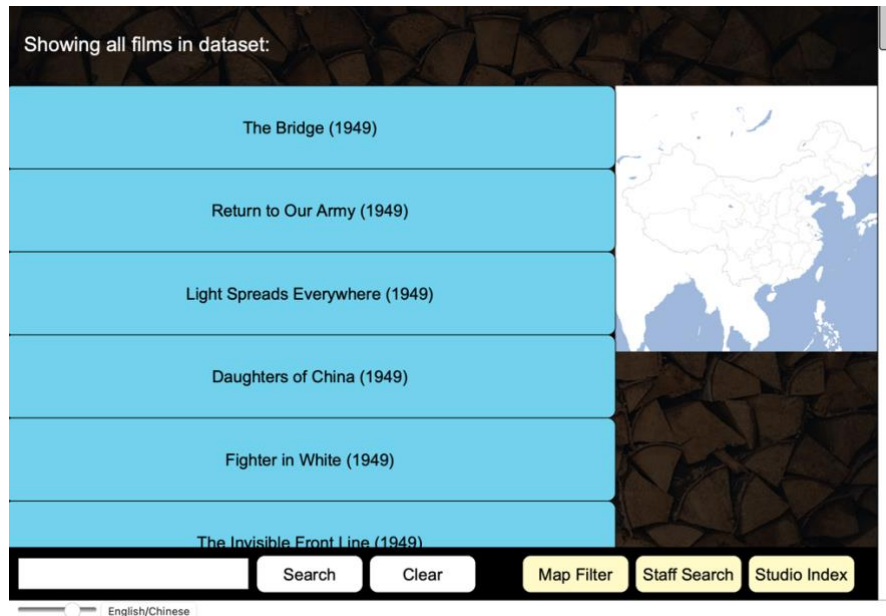 Showing all films in dataset:
The Bridge (1949)
Return to Our Army (1949)
Light Spreads Everywhere (1949)
Daughters of China (1949)
Fighter in White (1949)
The Invisible Front Line (1949)
Search Clear Map Filter Staff Search Studio Index
English/Chinese